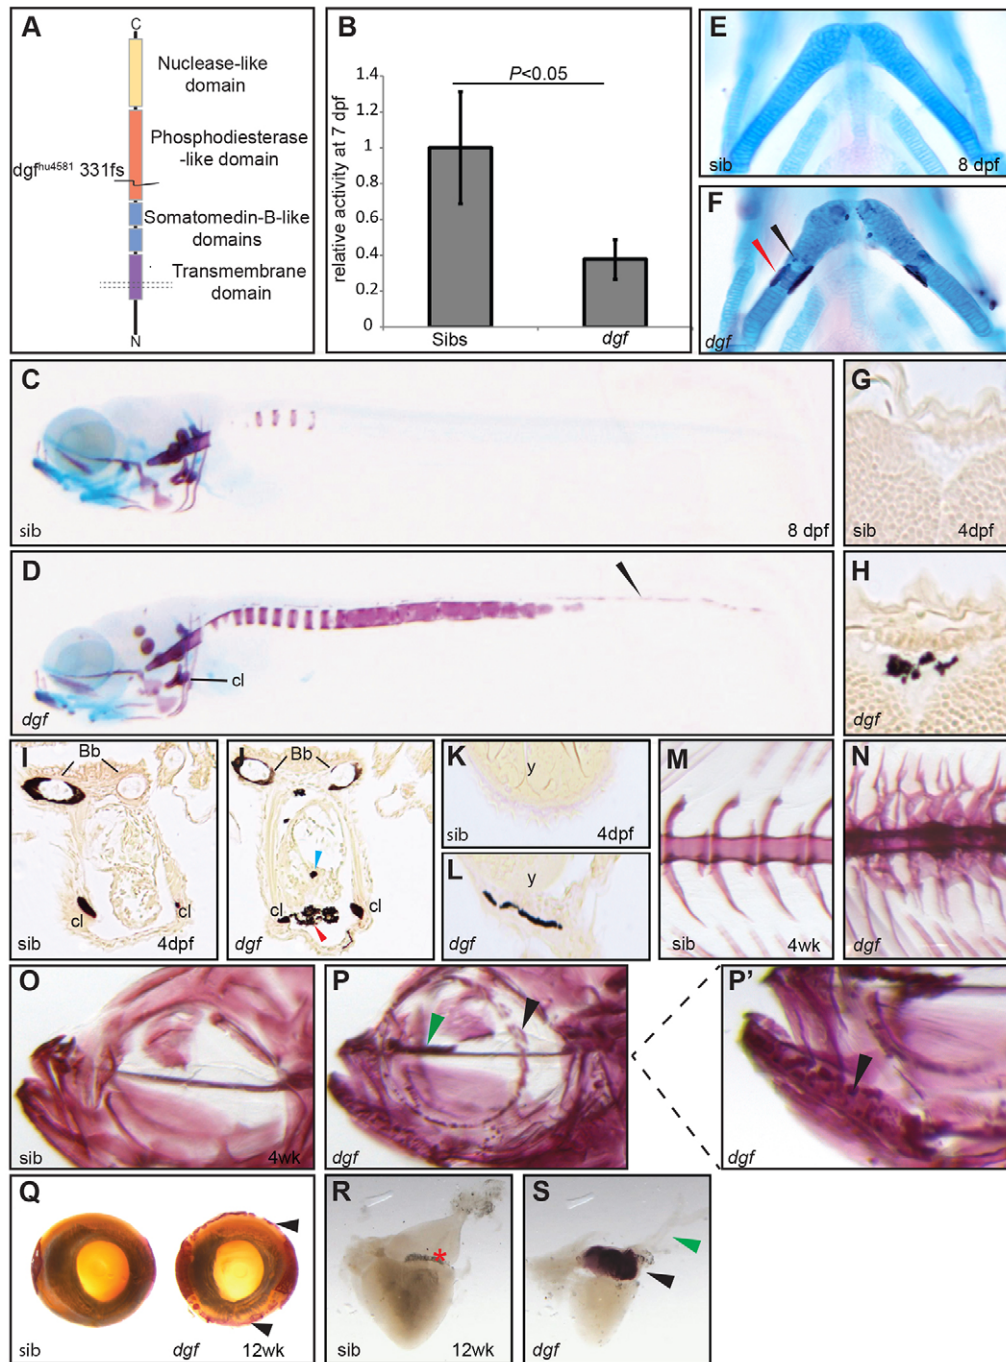 A
C
Nuclease-like
domain
Phosphodiesterase
-like domain
dgfhu4581 331fs
Somatomedin-B-like
domains
Transmembrane
domain
N
B
relative activity at 7 dpf
1.4
1.2
1
0.8
0.6
0.4
0.2
0
P<0.05
Sibs
dgf
E
sib
8 dpf
F
dgf
C
sib
8 dpf
G
sib
4dpf
D
cl
dgf
H
dgf
I
Bb
cl
cl
sib
4dpf
J
Bb
cl
cl
dgf
K
y
sib
4dpf
L
y
dgf
M
sib
4wk
N
dgf
O
sib
4wk
P
dgf
P'
dgf
Q
sib
dgf
12wk
R
*
sib
12wk
S
dgf